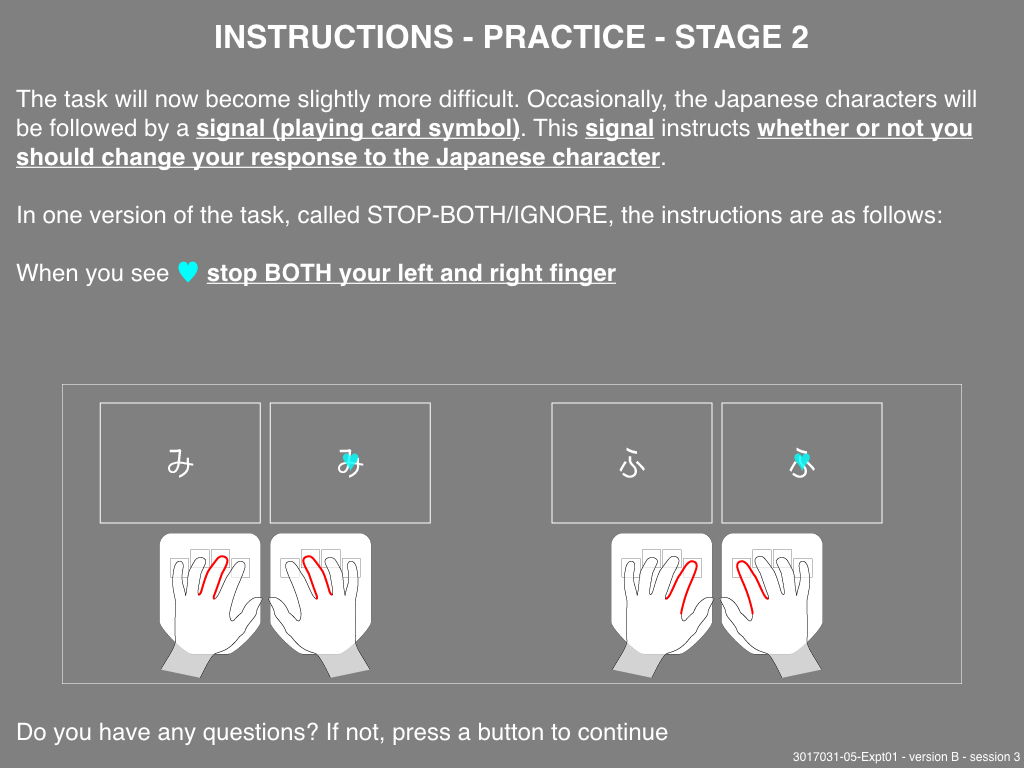 INSTRUCTIONS - PRACTICE - STAGE 2
The task will now become slightly more difficult. Occasionally, the Japanese characters will
be followed by a signal (playing card symbol). This signal instructs whether or not you
should change your response to the Japanese character.
In one version of the task, called STOP-BOTH/IGNORE, the instructions are as follows:
When you see ♥ stop BOTH your left and right finger
み み ふ ふ
Do you have any questions? If not, press a button to continue
3017031-05-Expt01 - version B - session 3